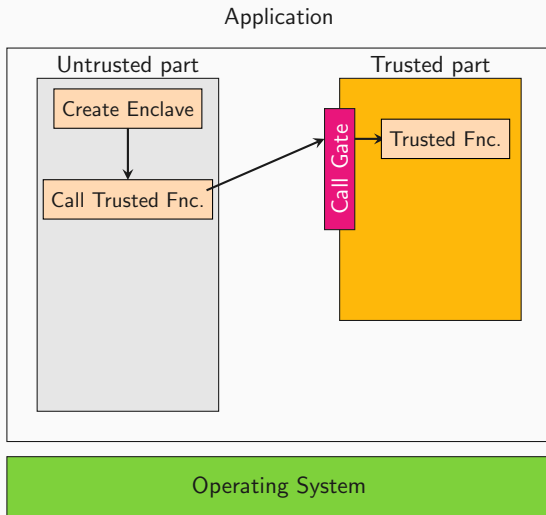 Application
Untrusted part
Trusted part
Create Enclave
Call Trusted Fnc.
Call Gate
Trusted Fnc.
Operating System